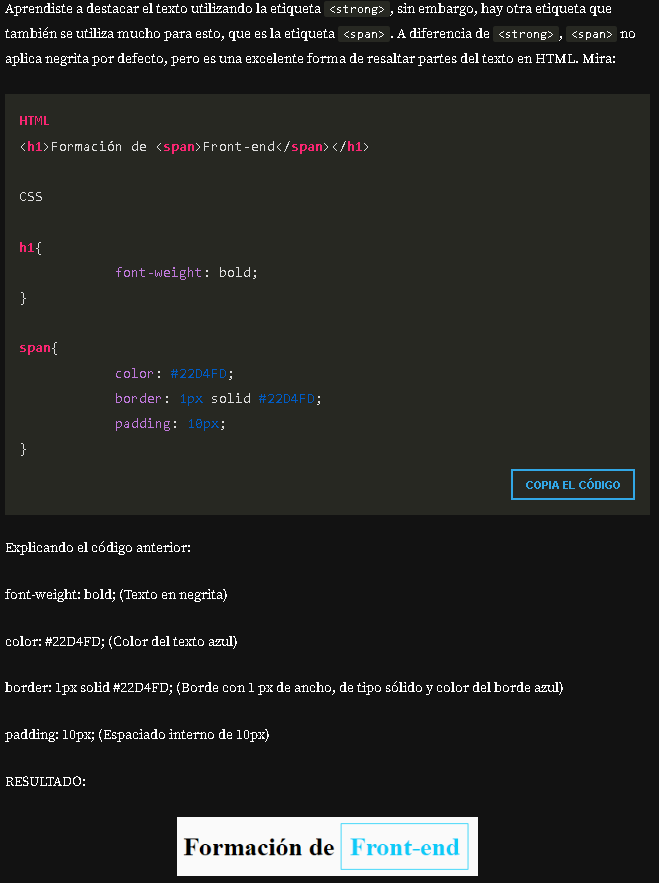 Aprendiste a destacar el texto utilizando la etiqueta <strong>, sin embargo, hay otra etiqueta que
también se utiliza mucho para esto, que es la etiqueta <span>. A diferencia de <strong>, <span> no
aplica negrita por defecto, pero es una excelente forma de resaltar partes del texto en HTML. Mira:
HTML
<h1>Formación de <span>Front-end</span></h1>
CSS
h1{
font-weight: bold;
}
span{
color: #22D4FD;
border: 1px solid #22D4FD;
padding: 10px;
}
COPIA EL CÓDIGO
Explicando el código anterior:
font-weight: bold; (Texto en negrita)
color: #22D4FD; (Color del texto azul)
border: 1px solid #22D4FD; (Borde con 1 px de ancho, de tipo sólido y color del borde azul)
padding: 10px; (Espaciado interno de 10px)
RESULTADO:
Formación de Front-end